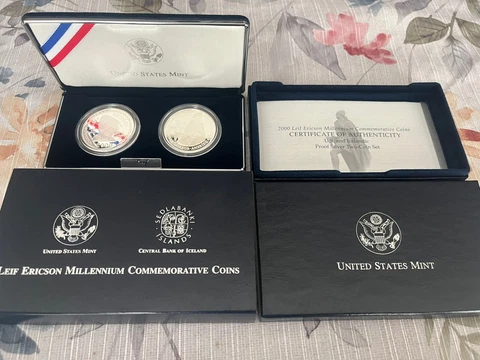 UNITED STATES MINT
2000 Leif Ericson Millennium Commemorative Coins
CERTIFICATE OF AUTHENTICITY
Proof Silver Two-Coin Set
UNITED STATES MINT
SEÐLABANKI
ÍSLANDS
CENTRAL BANK OF ICELAND
LEIF ERICSON MILLENNIUM COMMEMORATIVE COINS
UNITED STATES MINT